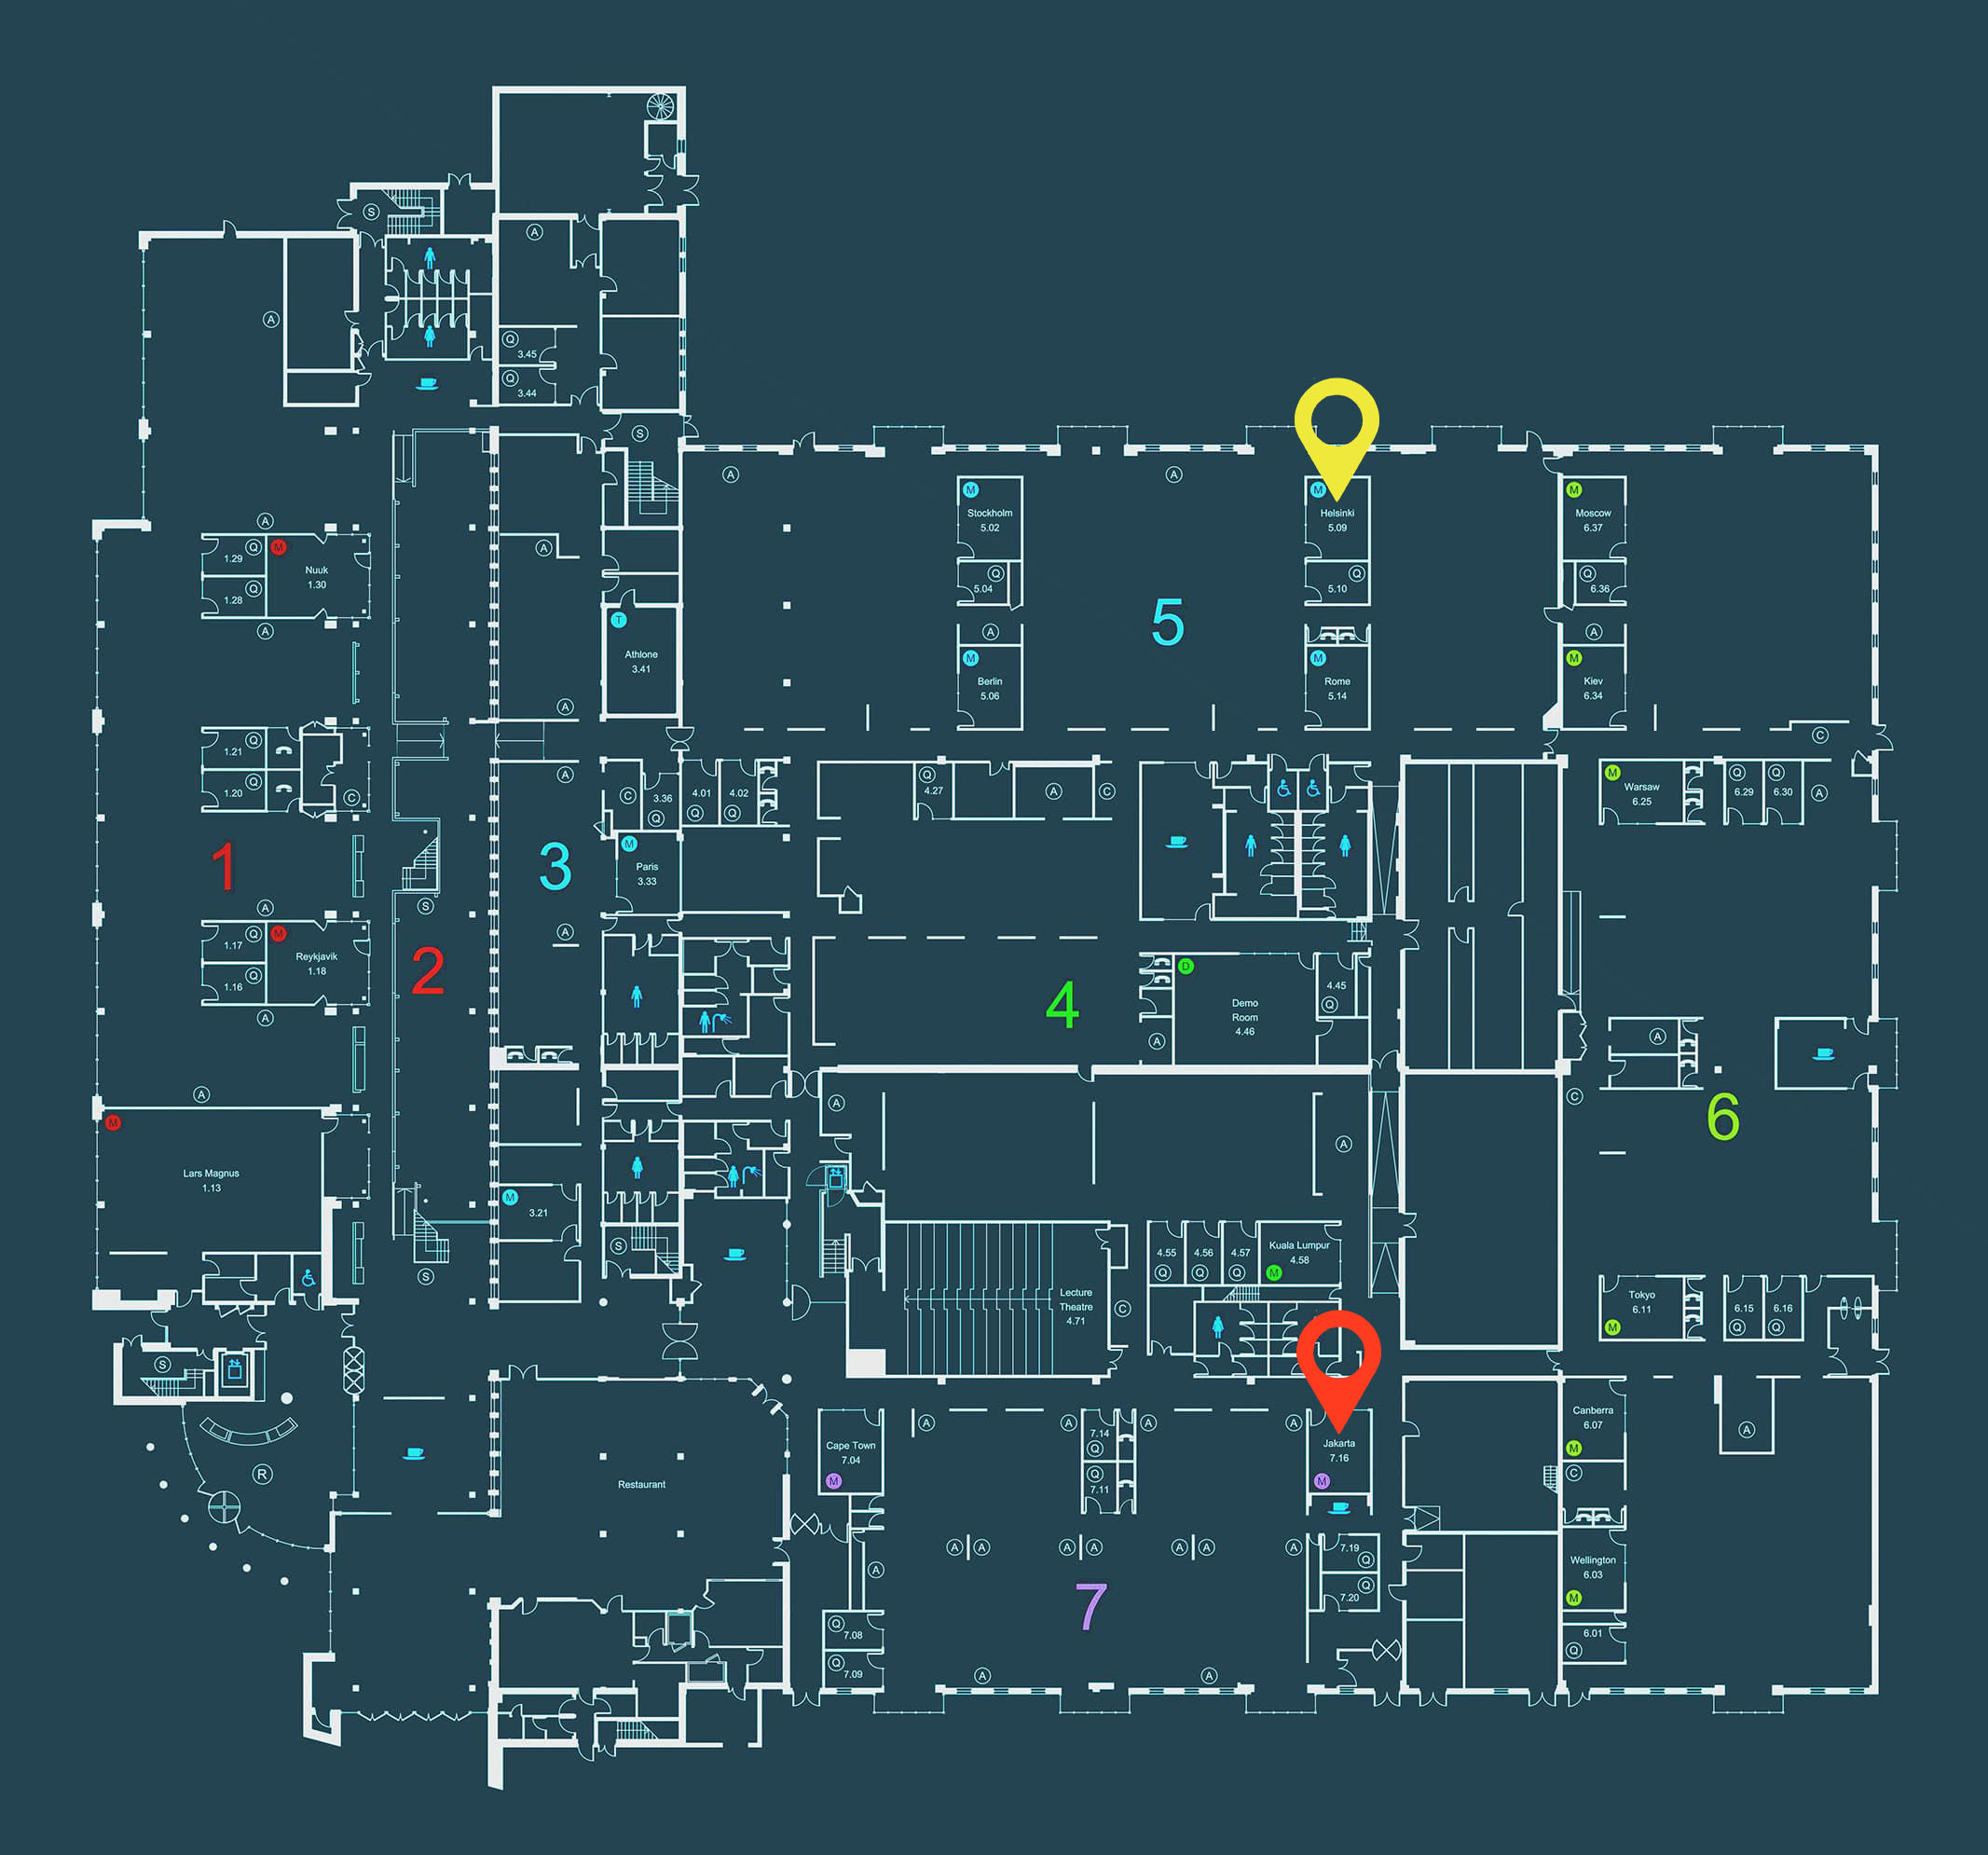 S
A
A
Q
3.45
Q
3.44
S
A
A
M
Stockholm
5.02
Q
5.04
A
M
Berlin
5.06
M
Helsinki
5.09
Q
5.10
M
Rome
5.14
5
M
Moscow
6.37
Q
6.36
A
M
Kiev
6.34
C
A
1.29
Q
1.28
Q
M
Nuuk
1.30
A
A
T
Athlone
3.41
A
1.21
Q
1.20
Q
C
A
C
3.36
Q
4.01
Q
4.02
Q
Q
4.27
A
C
M
Warsaw
6.25
Q
6.29
Q
6.30
A
1
3
M
Paris
3.33
A
A
S
1.17
Q
1.16
Q
M
Reykjavik
1.18
A
2
4
D
Demo
Room
4.46
4.45
Q
A
A
C
6
A
M
Lars Magnus
1.13
A
A
M
3.21
S
S
4.55
Q
4.56
Q
4.57
Q
Kuala Lumpur
4.58
M
Lecture
Theatre
4.71
C
Tokyo
6.11
M
6.15
Q
6.16
Q
S
R
Restaurant
Cape Town
7.04
M
A
A
7.14
Q
Q
7.11
A
A
Jakarta
7.16
M
Canberra
6.07
M
C
A
A
A
A
A
A
A
A
A
7.19
Q
Q
7.20
Wellington
6.03
M
6.01
Q
7
Q
7.08
Q
7.09
A
A